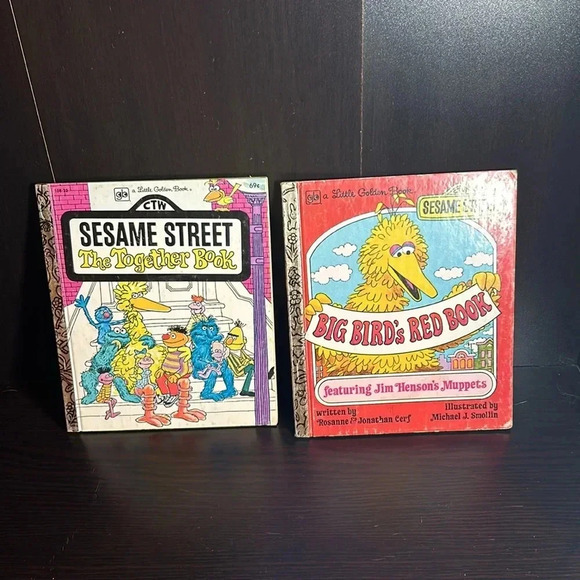 a Little Golden Book
69¢
CTW
SESAME STREET
The Together Book
a Little Golden Book
SESAME STREET
BIG BIRD'S RED BOOK
featuring Jim Henson's Muppets
written by
Rosanne & Jonathan Cerf
illustrated by
Michael J. Smollin